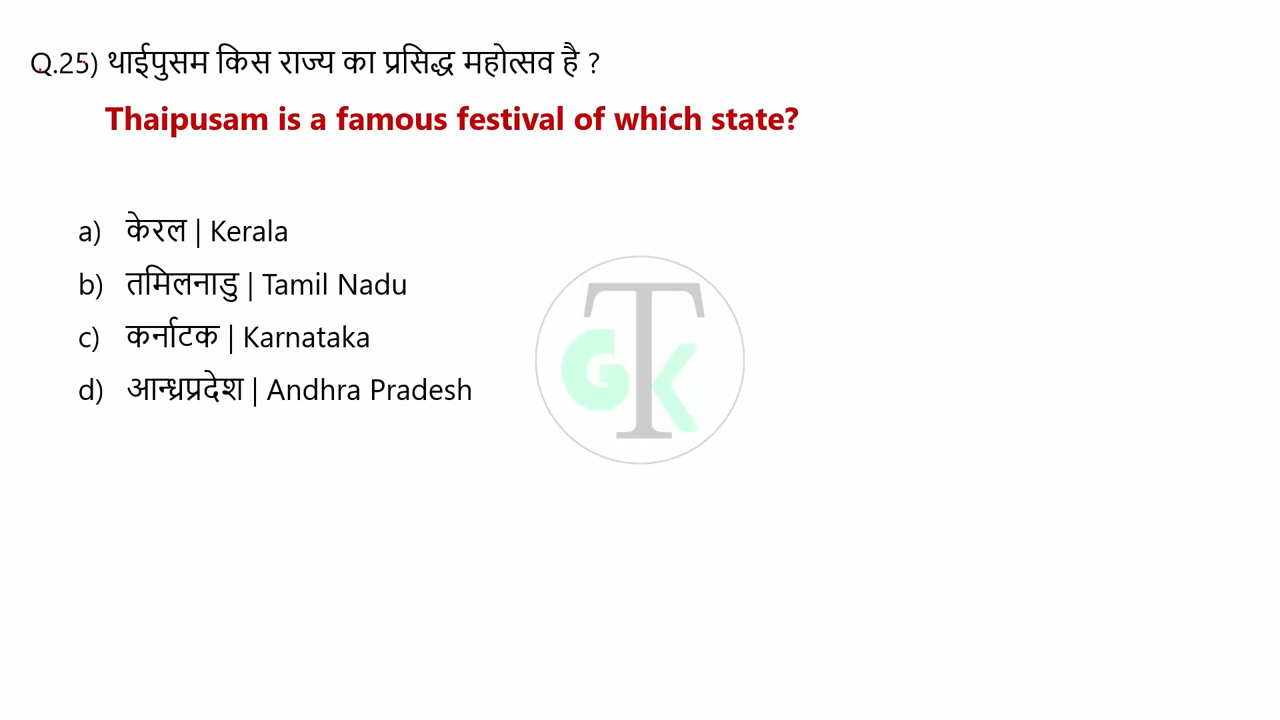 Q.25) थाईपुसम किस राज्य का प्रसिद्ध महोत्सव है ?
Thaipusam is a famous festival of which state?
a) केरल | Kerala
b) तमिलनाडु | Tamil Nadu
c) कर्नाटक | Karnataka
d) आन्ध्रप्रदेश | Andhra Pradesh
GTK